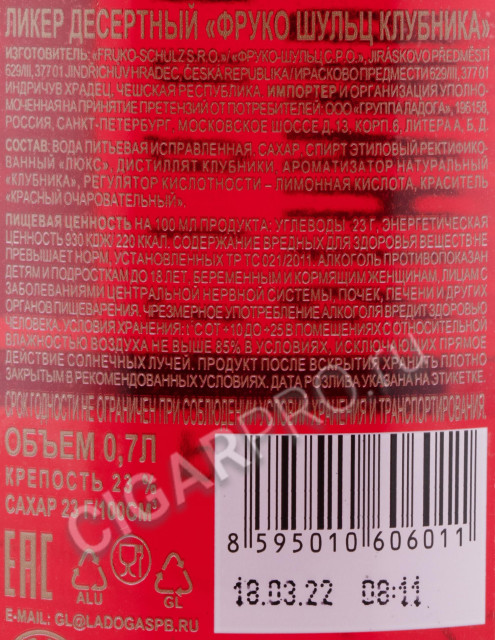 ЛИКЕР ДЕСЕРТНЫЙ «ФРУКО ШУЛЬЦ КЛУБНИКА»
ИЗГОТОВИТЕЛЬ: «FRUKO-SCHULZ S.R.O.»/«ФРУКО-ШУЛЬЦ С.Р.О.», JIRÁSKOVO PŘEDMĚSTÍ
629/III, 37701 JINDŘICHŮV HRADEC, ČESKÁ REPUBLIKA/ИРАСКОВО ПРЕДМЕСТИ 629/III, 37701
ИНДРИЧУВ ХРАДЕЦ, ЧЕШСКАЯ РЕСПУБЛИКА. ИМПОРТЕР И ОРГАНИЗАЦИЯ УПОЛНО-
МОЧЕННАЯ НА ПРИНЯТИЕ ПРЕТЕНЗИЙ ОТ ПОТРЕБИТЕЛЕЙ: ООО «ГРУППА ЛАДОГА», 196158,
РОССИЯ, САНКТ-ПЕТЕРБУРГ, МОСКОВСКОЕ ШОССЕ Д.13, КОРП.6, ЛИТЕРА А, Б, Д.
СОСТАВ: ВОДА ПИТЬЕВАЯ ИСПРАВЛЕННАЯ, САХАР, СПИРТ ЭТИЛОВЫЙ РЕКТИФИКО-
ВАННЫЙ «ЛЮКС», ДИСТИЛЛЯТ КЛУБНИКИ, АРОМАТИЗАТОР НАТУРАЛЬНЫЙ
«КЛУБНИКА», РЕГУЛЯТОР КИСЛОТНОСТИ – ЛИМОННАЯ КИСЛОТА, КРАСИТЕЛЬ
«КРАСНЫЙ ОЧАРОВАТЕЛЬНЫЙ».
ПИЩЕВАЯ ЦЕННОСТЬ НА 100 МЛ ПРОДУКТА: УГЛЕВОДЫ 23 Г, ЭНЕРГЕТИЧЕСКАЯ
ЦЕННОСТЬ 930 КДЖ/ 220 ККАЛ. СОДЕРЖАНИЕ ВРЕДНЫХ ДЛЯ ЗДОРОВЬЯ ВЕЩЕСТВ НЕ
ПРЕВЫШАЕТ НОРМ, УСТАНОВЛЕННЫХ ТР ТС 021/2011. АЛКОГОЛЬ ПРОТИВОПОКАЗАН
ДЕТЯМ И ПОДРОСТКАМ ДО 18 ЛЕТ, БЕРЕМЕННЫМ И КОРМЯЩИМ ЖЕНЩИНАМ, ЛИЦАМ С
ЗАБОЛЕВАНИЯМИ ЦЕНТРАЛЬНОЙ НЕРВНОЙ СИСТЕМЫ, ПОЧЕК, ПЕЧЕНИ И ДРУГИХ
ОРГАНОВ ПИЩЕВАРЕНИЯ. ЧРЕЗМЕРНОЕ УПОТРЕБЛЕНИЕ АЛКОГОЛЯ ВРЕДИТ ЗДОРОВЬЮ
ЧЕЛОВЕКА. УСЛОВИЯ ХРАНЕНИЯ: t° С ОТ +10 ДО +25 В ПОМЕЩЕНИЯХ С ОТНОСИТЕЛЬНОЙ
ВЛАЖНОСТЬЮ ВОЗДУХА НЕ ВЫШЕ 85% В УСЛОВИЯХ, ИСКЛЮЧАЮЩИХ ПРЯМОЕ
ДЕЙСТВИЕ СОЛНЕЧНЫХ ЛУЧЕЙ. ПРОДУКТ ПОСЛЕ ВСКРЫТИЯ ХРАНИТЬ ПЛОТНО
ЗАКРЫТЫМ В РЕКОМЕНДОВАННЫХ УСЛОВИЯХ. ДАТА РОЗЛИВА УКАЗАНА НА ЭТИКЕТКЕ.
СРОК ГОДНОСТИ НЕ ОГРАНИЧЕН ПРИ СОБЛЮДЕНИИ УСЛОВИЙ ХРАНЕНИЯ И ТРАНСПОРТИРОВАНИЯ.
ОБЪЕМ 0,7Л
КРЕПОСТЬ 23 %
САХАР 23 Г/100СМ³
8 595010 606011
18.03.22 08:11
EAC
ALU
GL
E-MAIL: GL@LADOGASPB.RU
CIGARPRO.ru